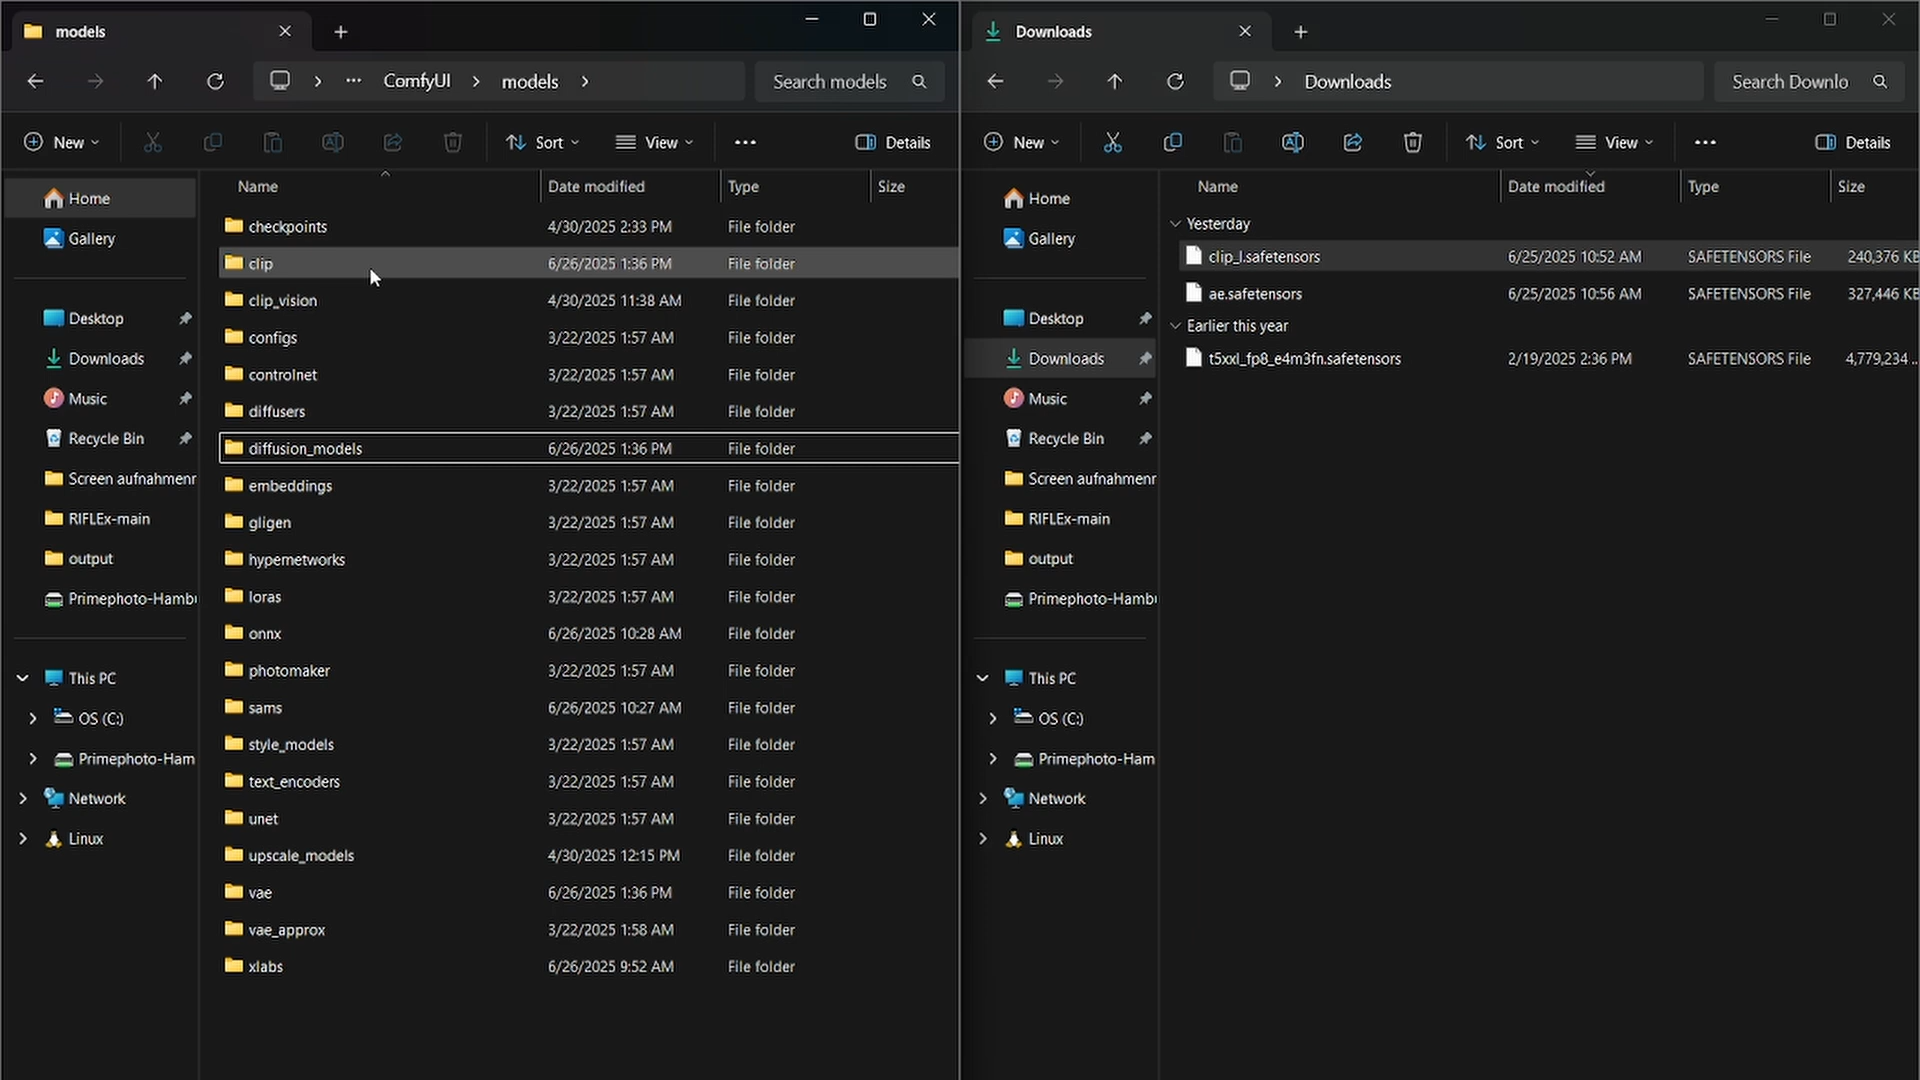 models
ComfyUI models
Search models
New
Sort
View
Details
Name Date modified Type Size
Home
Gallery
Desktop
Downloads
Music
Recycle Bin
Screen aufnahmenr
RIFLEx-main
output
Primephoto-Hambu
This PC
OS (C:)
Primephoto-Ham
Network
Linux
checkpoints 4/30/2025 2:33 PM File folder
clip 6/26/2025 1:36 PM File folder
clip_vision 4/30/2025 11:38 AM File folder
configs 3/22/2025 1:57 AM File folder
controlnet 3/22/2025 1:57 AM File folder
diffusers 3/22/2025 1:57 AM File folder
diffusion_models 6/26/2025 1:36 PM File folder
embeddings 3/22/2025 1:57 AM File folder
gligen 3/22/2025 1:57 AM File folder
hypernetworks 3/22/2025 1:57 AM File folder
loras 3/22/2025 1:57 AM File folder
onnx 6/26/2025 10:28 AM File folder
photomaker 3/22/2025 1:57 AM File folder
sams 6/26/2025 10:27 AM File folder
style_models 3/22/2025 1:57 AM File folder
text_encoders 3/22/2025 1:57 AM File folder
unet 3/22/2025 1:57 AM File folder
upscale_models 4/30/2025 12:15 PM File folder
vae 6/26/2025 1:36 PM File folder
vae_approx 3/22/2025 1:58 AM File folder
xlabs 6/26/2025 9:52 AM File folder
Downloads
Downloads
Search Downlo
New
Sort
View
Details
Name Date modified Type Size
Home
Gallery
Desktop
Downloads
Music
Recycle Bin
Screen aufnahmenr
RIFLEx-main
output
Primephoto-Hambu
This PC
OS (C:)
Primephoto-Ham
Network
Linux
Yesterday
clip_l.safetensors 6/25/2025 10:52 AM SAFETENSORS File 240,376 KB
ae.safetensors 6/25/2025 10:56 AM SAFETENSORS File 327,446 KB
Earlier this year
t5xxl_fp8_e4m3fn.safetensors 2/19/2025 2:36 PM SAFETENSORS File 4,779,234 ..